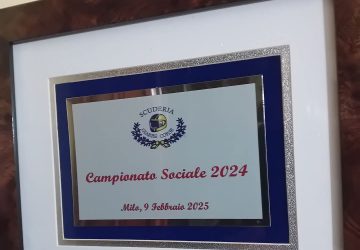 SCUDERIA
Campionato Sociale 2024
Milo, 9 Febbraio 2025